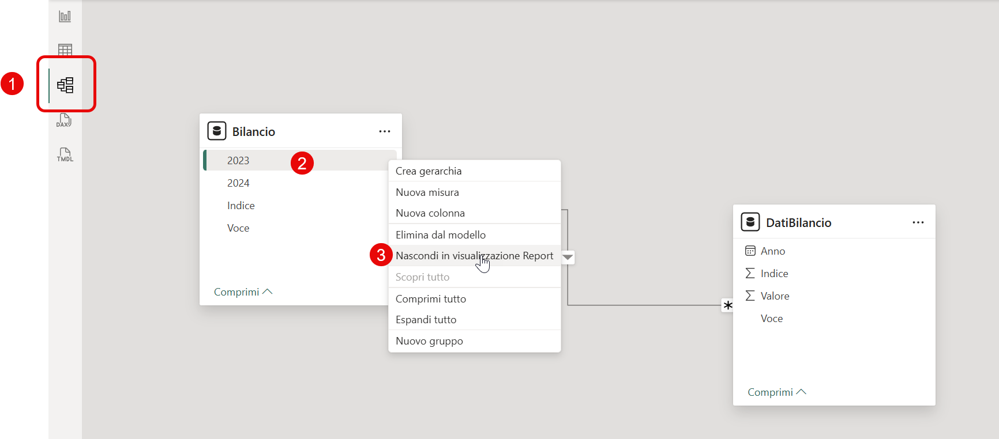 1
DAX
TMDL
Bilancio
2023
2
2024
Indice
Voce
Comprimi
Crea gerarchia
Nuova misura
Nuova colonna
Elimina dal modello
3
Nascondi in visualizzazione Report
Scopri tutto
Comprimi tutto
Espandi tutto
Nuovo gruppo
DatiBilancio
Anno
Indice
Valore
Voce
Comprimi